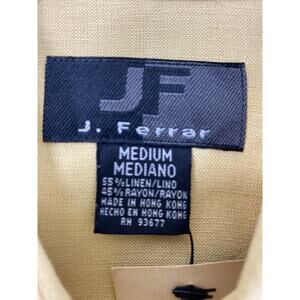 JF
J. Ferrar
MEDIUM
MEDIANO
55%LINEN/LINO
45%RAYON/RAYON
MADE IN HONG KONG
HECHO EN HONG KONG
RN 93677